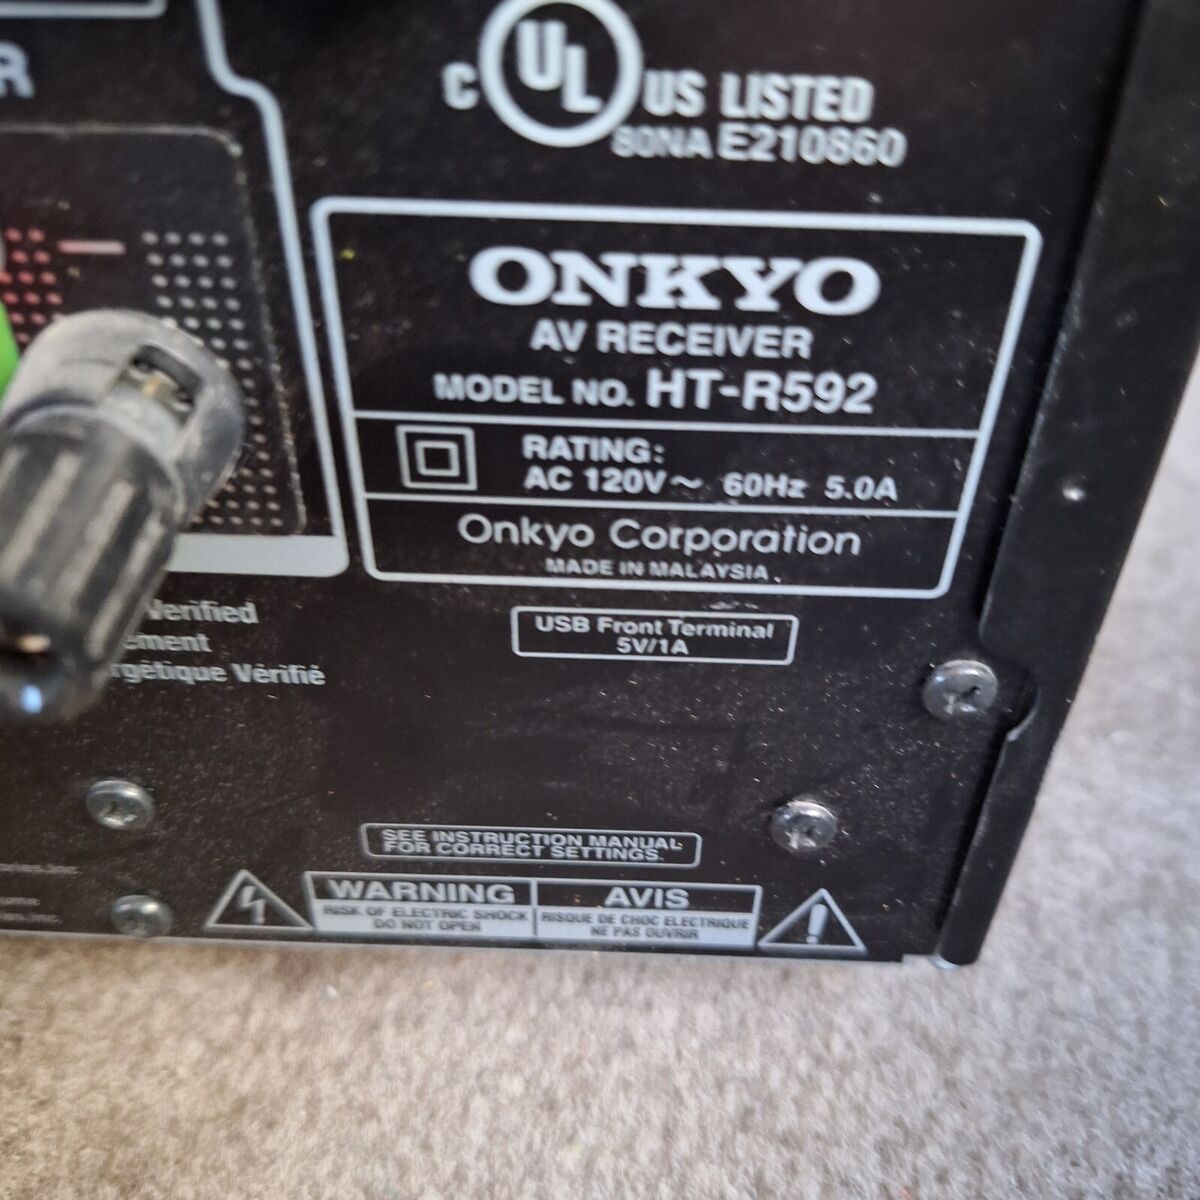 R
C UL US LISTED
80NA E210860
ONKYO
AV RECEIVER
MODEL NO. HT-R592
RATING:
AC 120V ~ 60Hz 5.0A
Onkyo Corporation
MADE IN MALAYSIA
Verified
USB Front Terminal
5V/1A
Vérifié
SEE INSTRUCTION MANUAL
FOR CORRECT SETTINGS.
WARNING
RISK OF ELECTRIC SHOCK
DO NOT OPEN
AVIS
RISQUE DE CHOC ELECTRIQUE
NE PAS OUVRIR